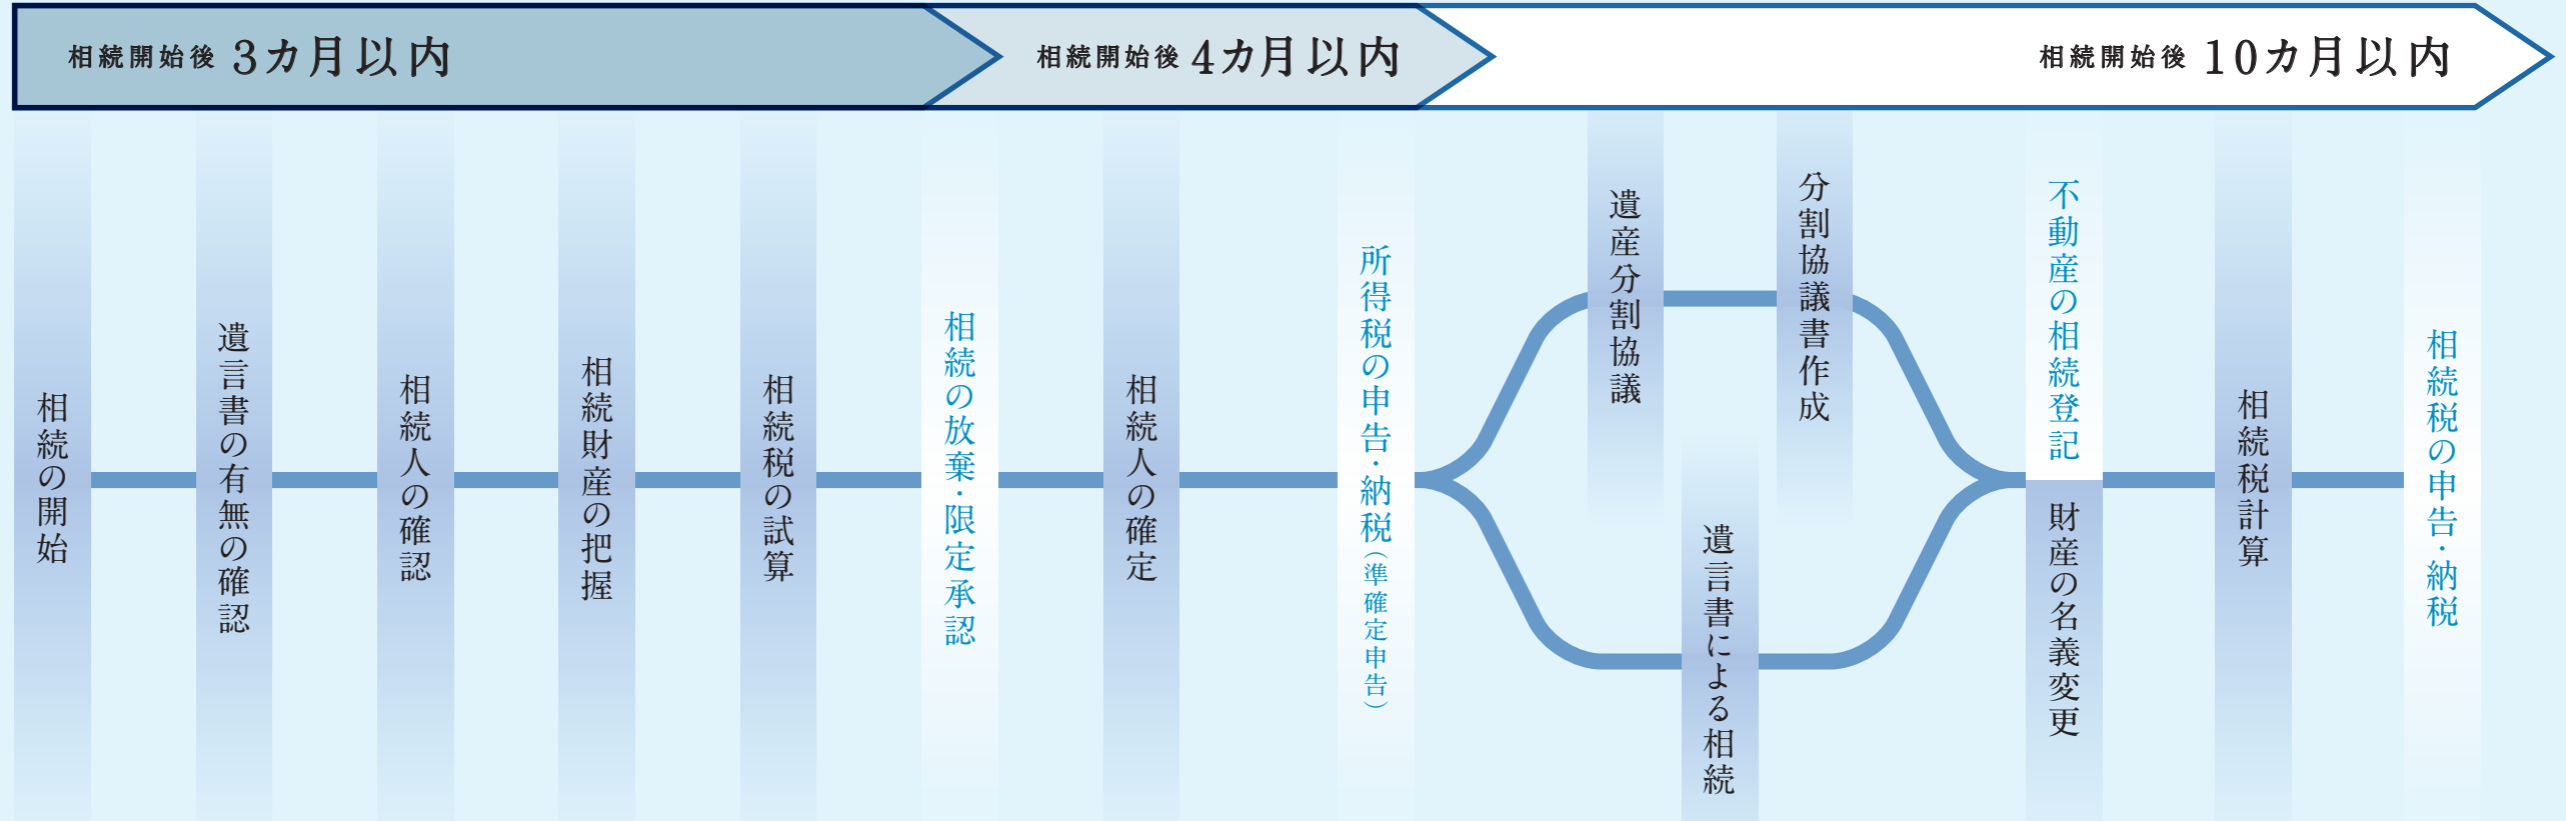 相続開始後 3カ月以内
相続開始後 4カ月以内
相続開始後 10カ月以内
相続の開始
遺言書の有無の確認
相続人の確認
相続財産の把握
相続税の試算
相続の放棄・限定承認
相続人の確定
所得税の申告・納税（準確定申告）
遺産分割協議
分割協議書作成
遺言書による相続
不動産の相続登記
財産の名義変更
相続税計算
相続税の申告・納税